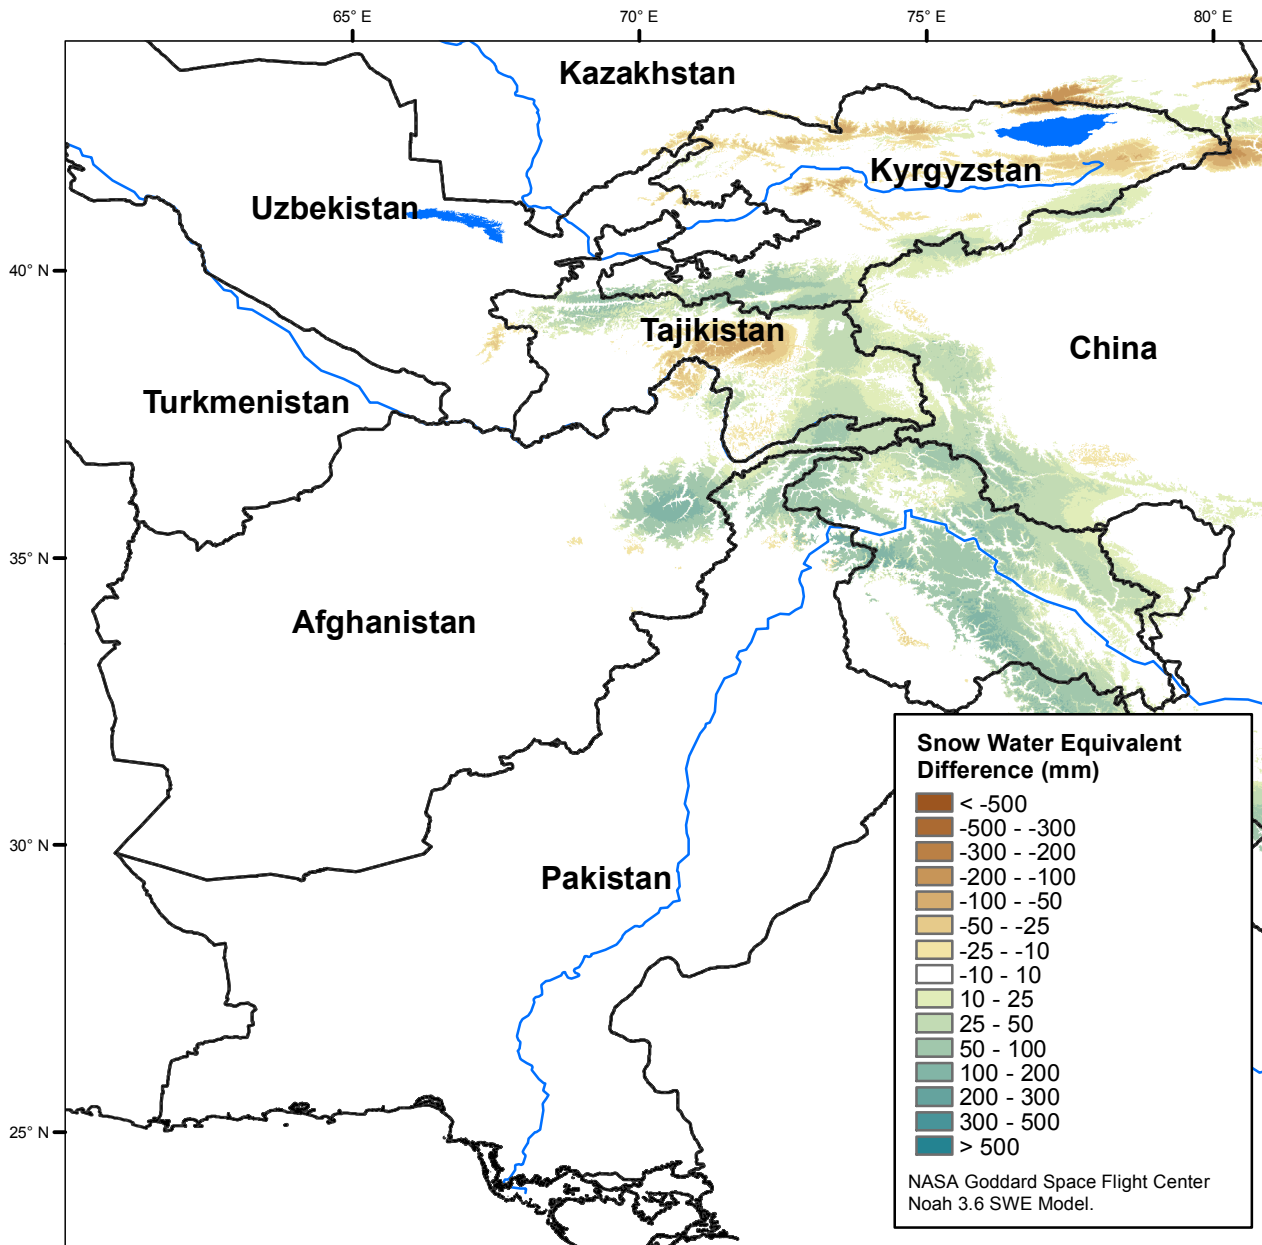 65° E
70° E
75° E
80° E
Kazakhstan
Kyrgyzstan
Uzbekistan
40° N
Tajikistan
China
Turkmenistan
35° N
Afghanistan
Snow Water Equivalent
Difference (mm)
< -500
-500 - -300
-300 - -200
-200 - -100
-100 - -50
-50 - -25
-25 - -10
-10 - 10
10 - 25
25 - 50
50 - 100
100 - 200
200 - 300
300 - 500
> 500
30° N
Pakistan
25° N
NASA Goddard Space Flight Center
Noah 3.6 SWE Model.